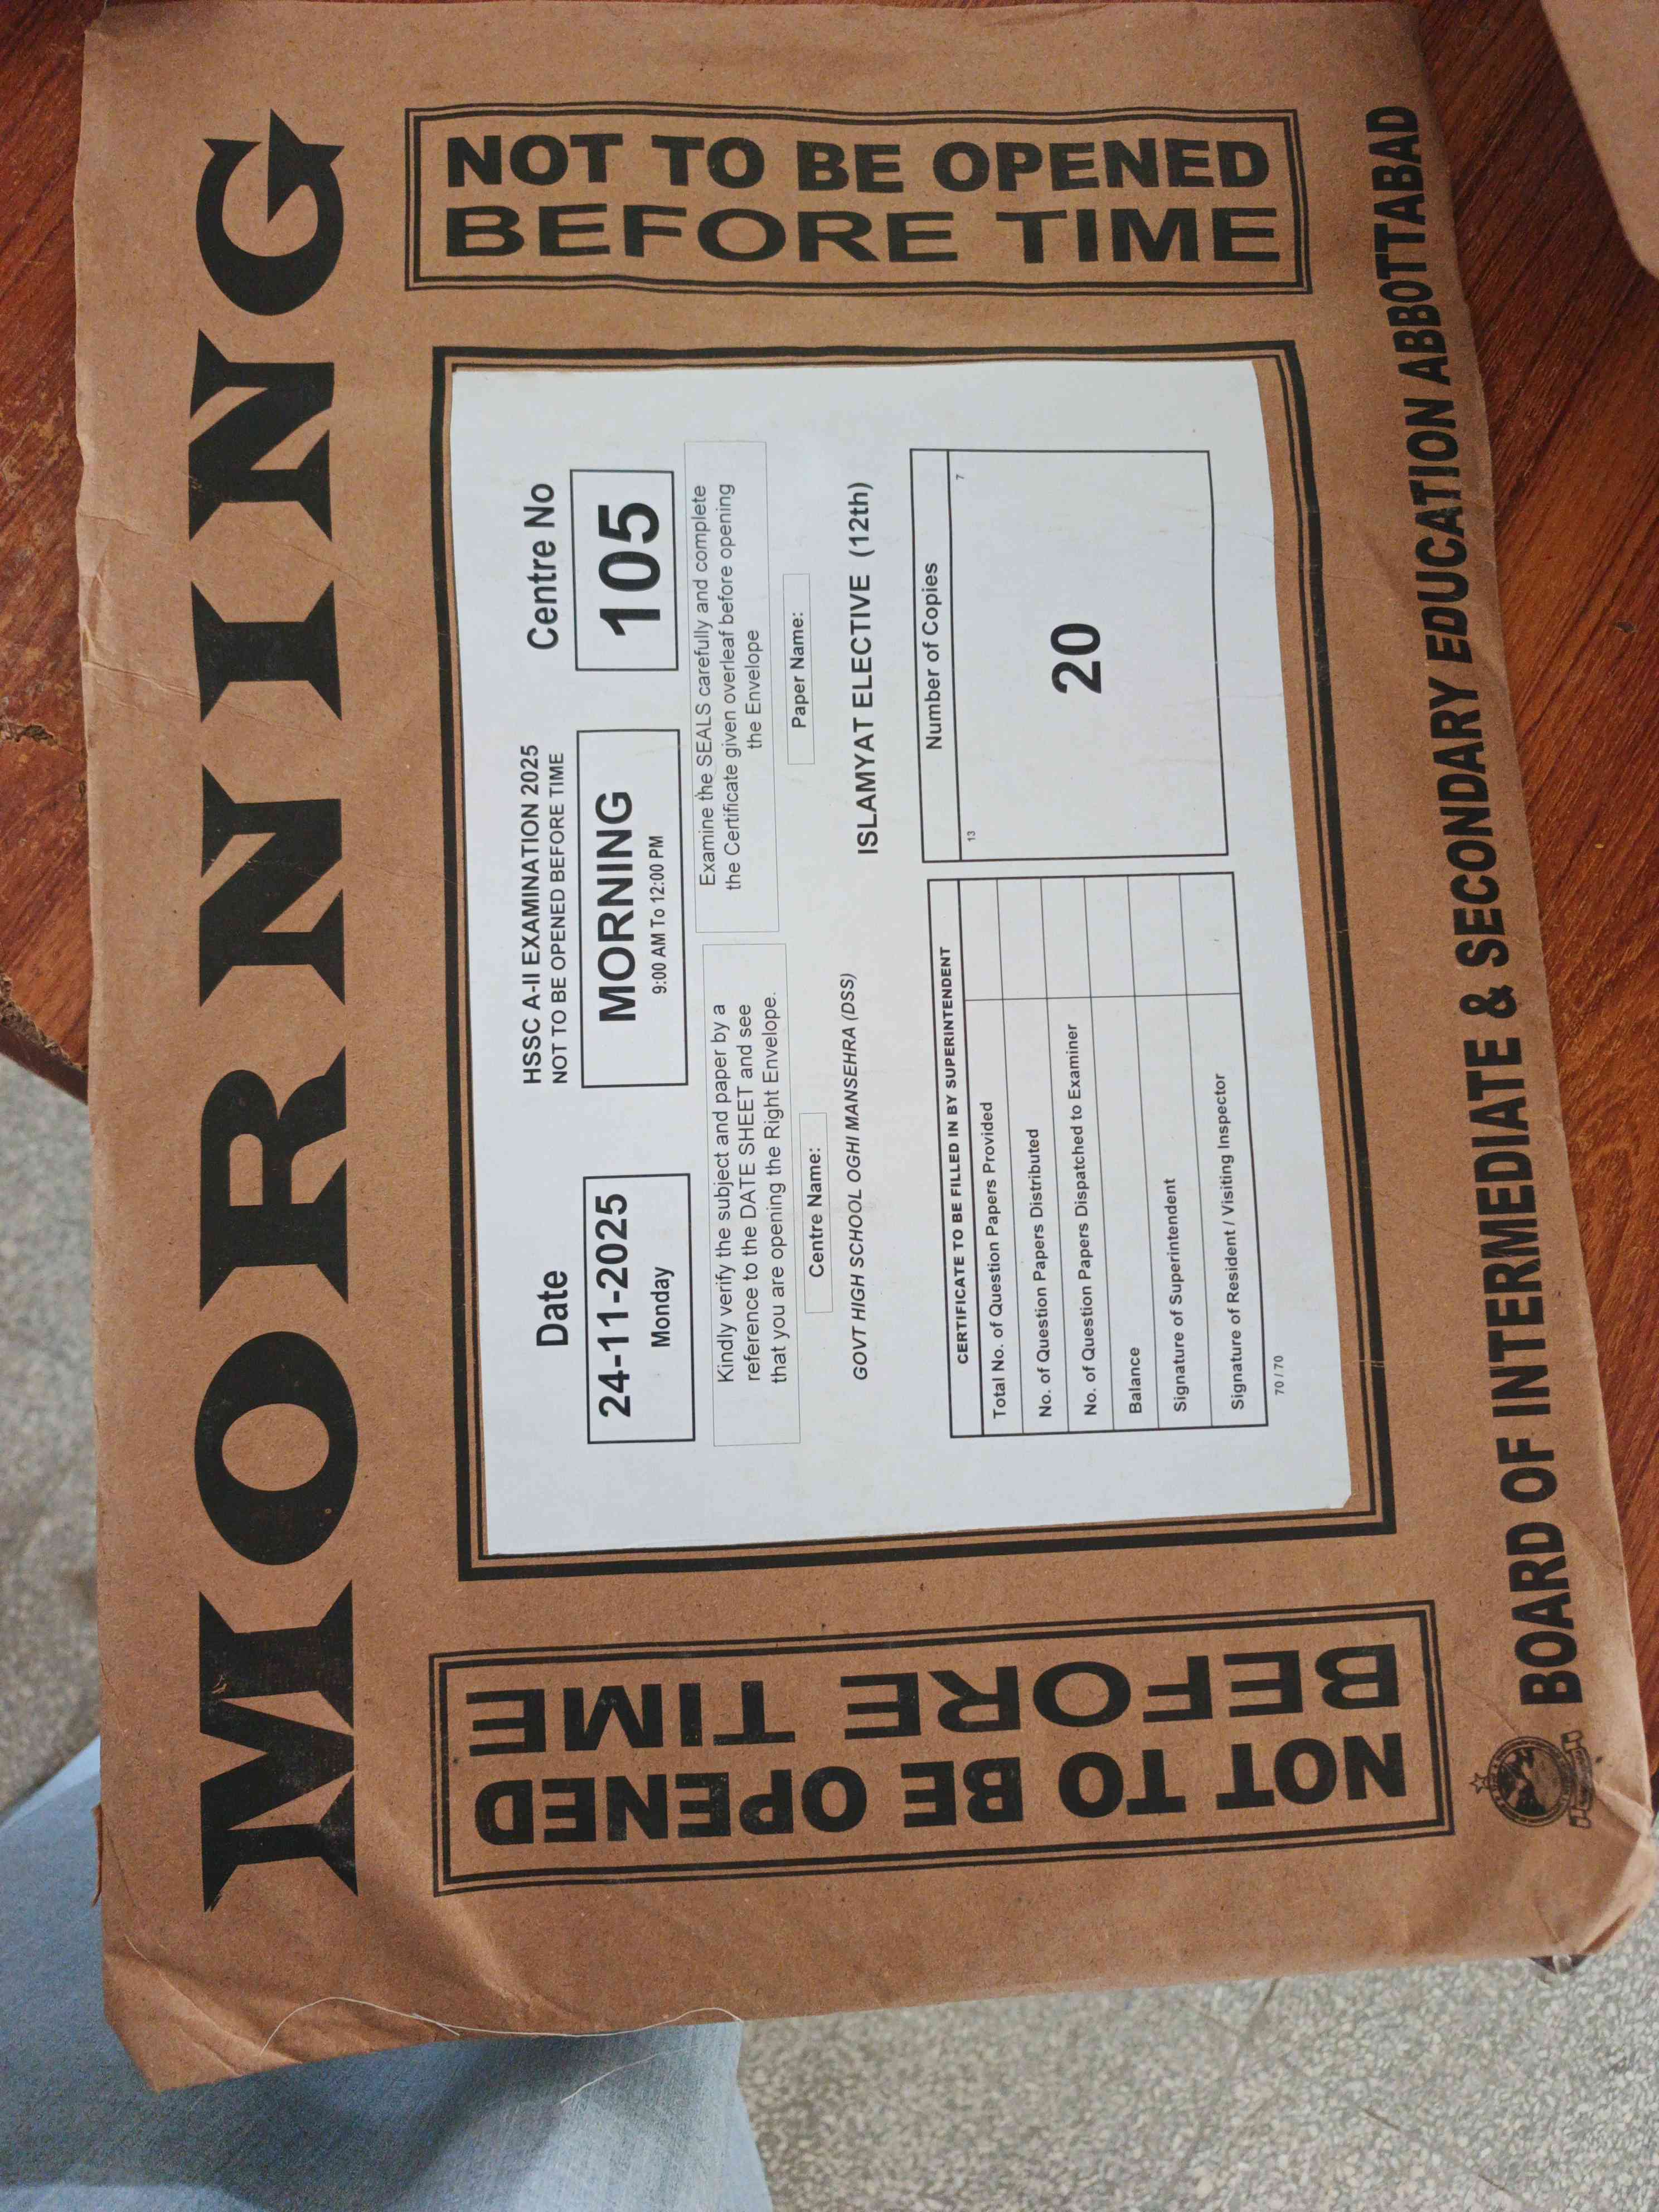 MORNING
NOT TO BE OPENED
BEFORE TIME
HSSC A-II EXAMINATION 2025
NOT TO BE OPENED BEFORE TIME
Date
24-11-2025
Monday
MORNING
9:00 AM To 12:00 PM
Centre No
105
Kindly verify the subject and paper by a
reference to the DATE SHEET and see
that you are opening the Right Envelope.
Examine the SEALS carefully and complete
the Certificate given overleaf before opening
the Envelope
Centre Name:
GOVT HIGH SCHOOL OGHI MANSEHRA (DSS)
Paper Name:
ISLAMYAT ELECTIVE (12th)
CERTIFICATE TO BE FILLED IN BY SUPERINTENDENT
Total No. of Question Papers Provided
No. of Question Papers Distributed
No. of Question Papers Dispatched to Examiner
Balance
Signature of Superintendent
Signature of Resident / Visiting Inspector
70 / 70
Number of Copies
13
7
20
NOT TO BE OPENED
BEFORE TIME
BOARD OF INTERMEDIATE & SECONDARY EDUCATION ABBOTTABAD